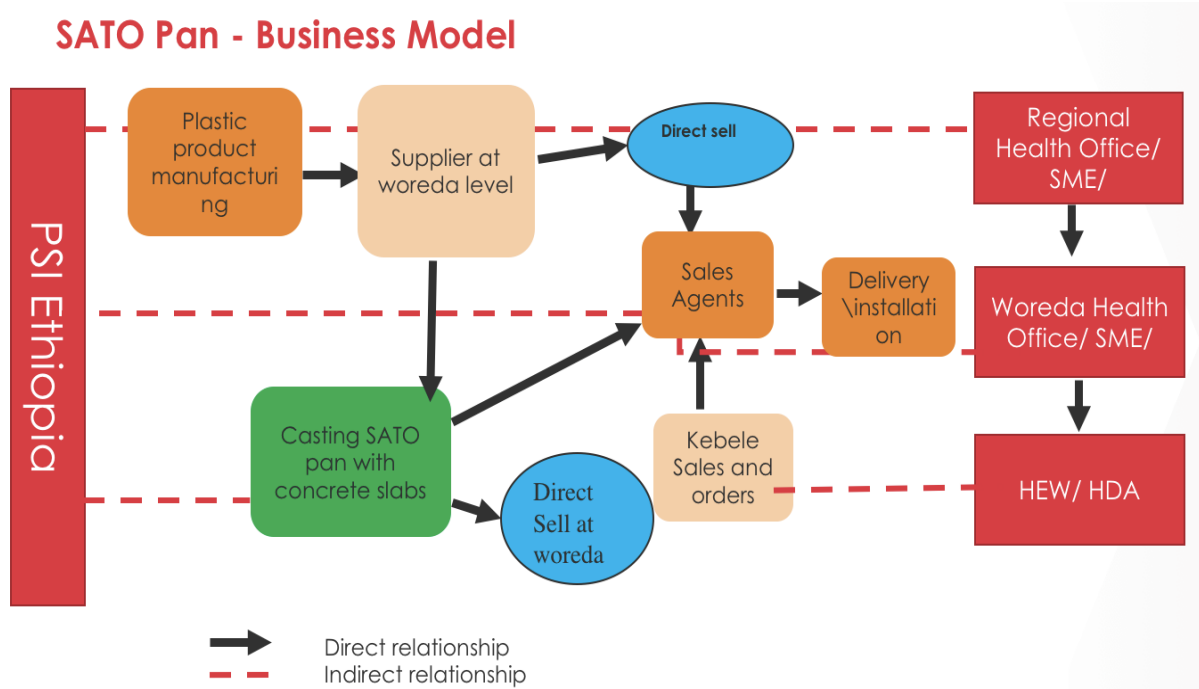 SATO Pan - Business Model
PSI Ethiopia
Plastic
product
manufacturi
ng
Supplier at
woreda level
Direct sell
Regional
Health Office/
SME/
Sales
Agents
Delivery
\installati
on
Woreda Health
Office/ SME/
Casting SATO
pan with
concrete slabs
Direct
Sell at
woreda
Kebele
Sales and
orders
HEW/ HDA
Direct relationship
Indirect relationship